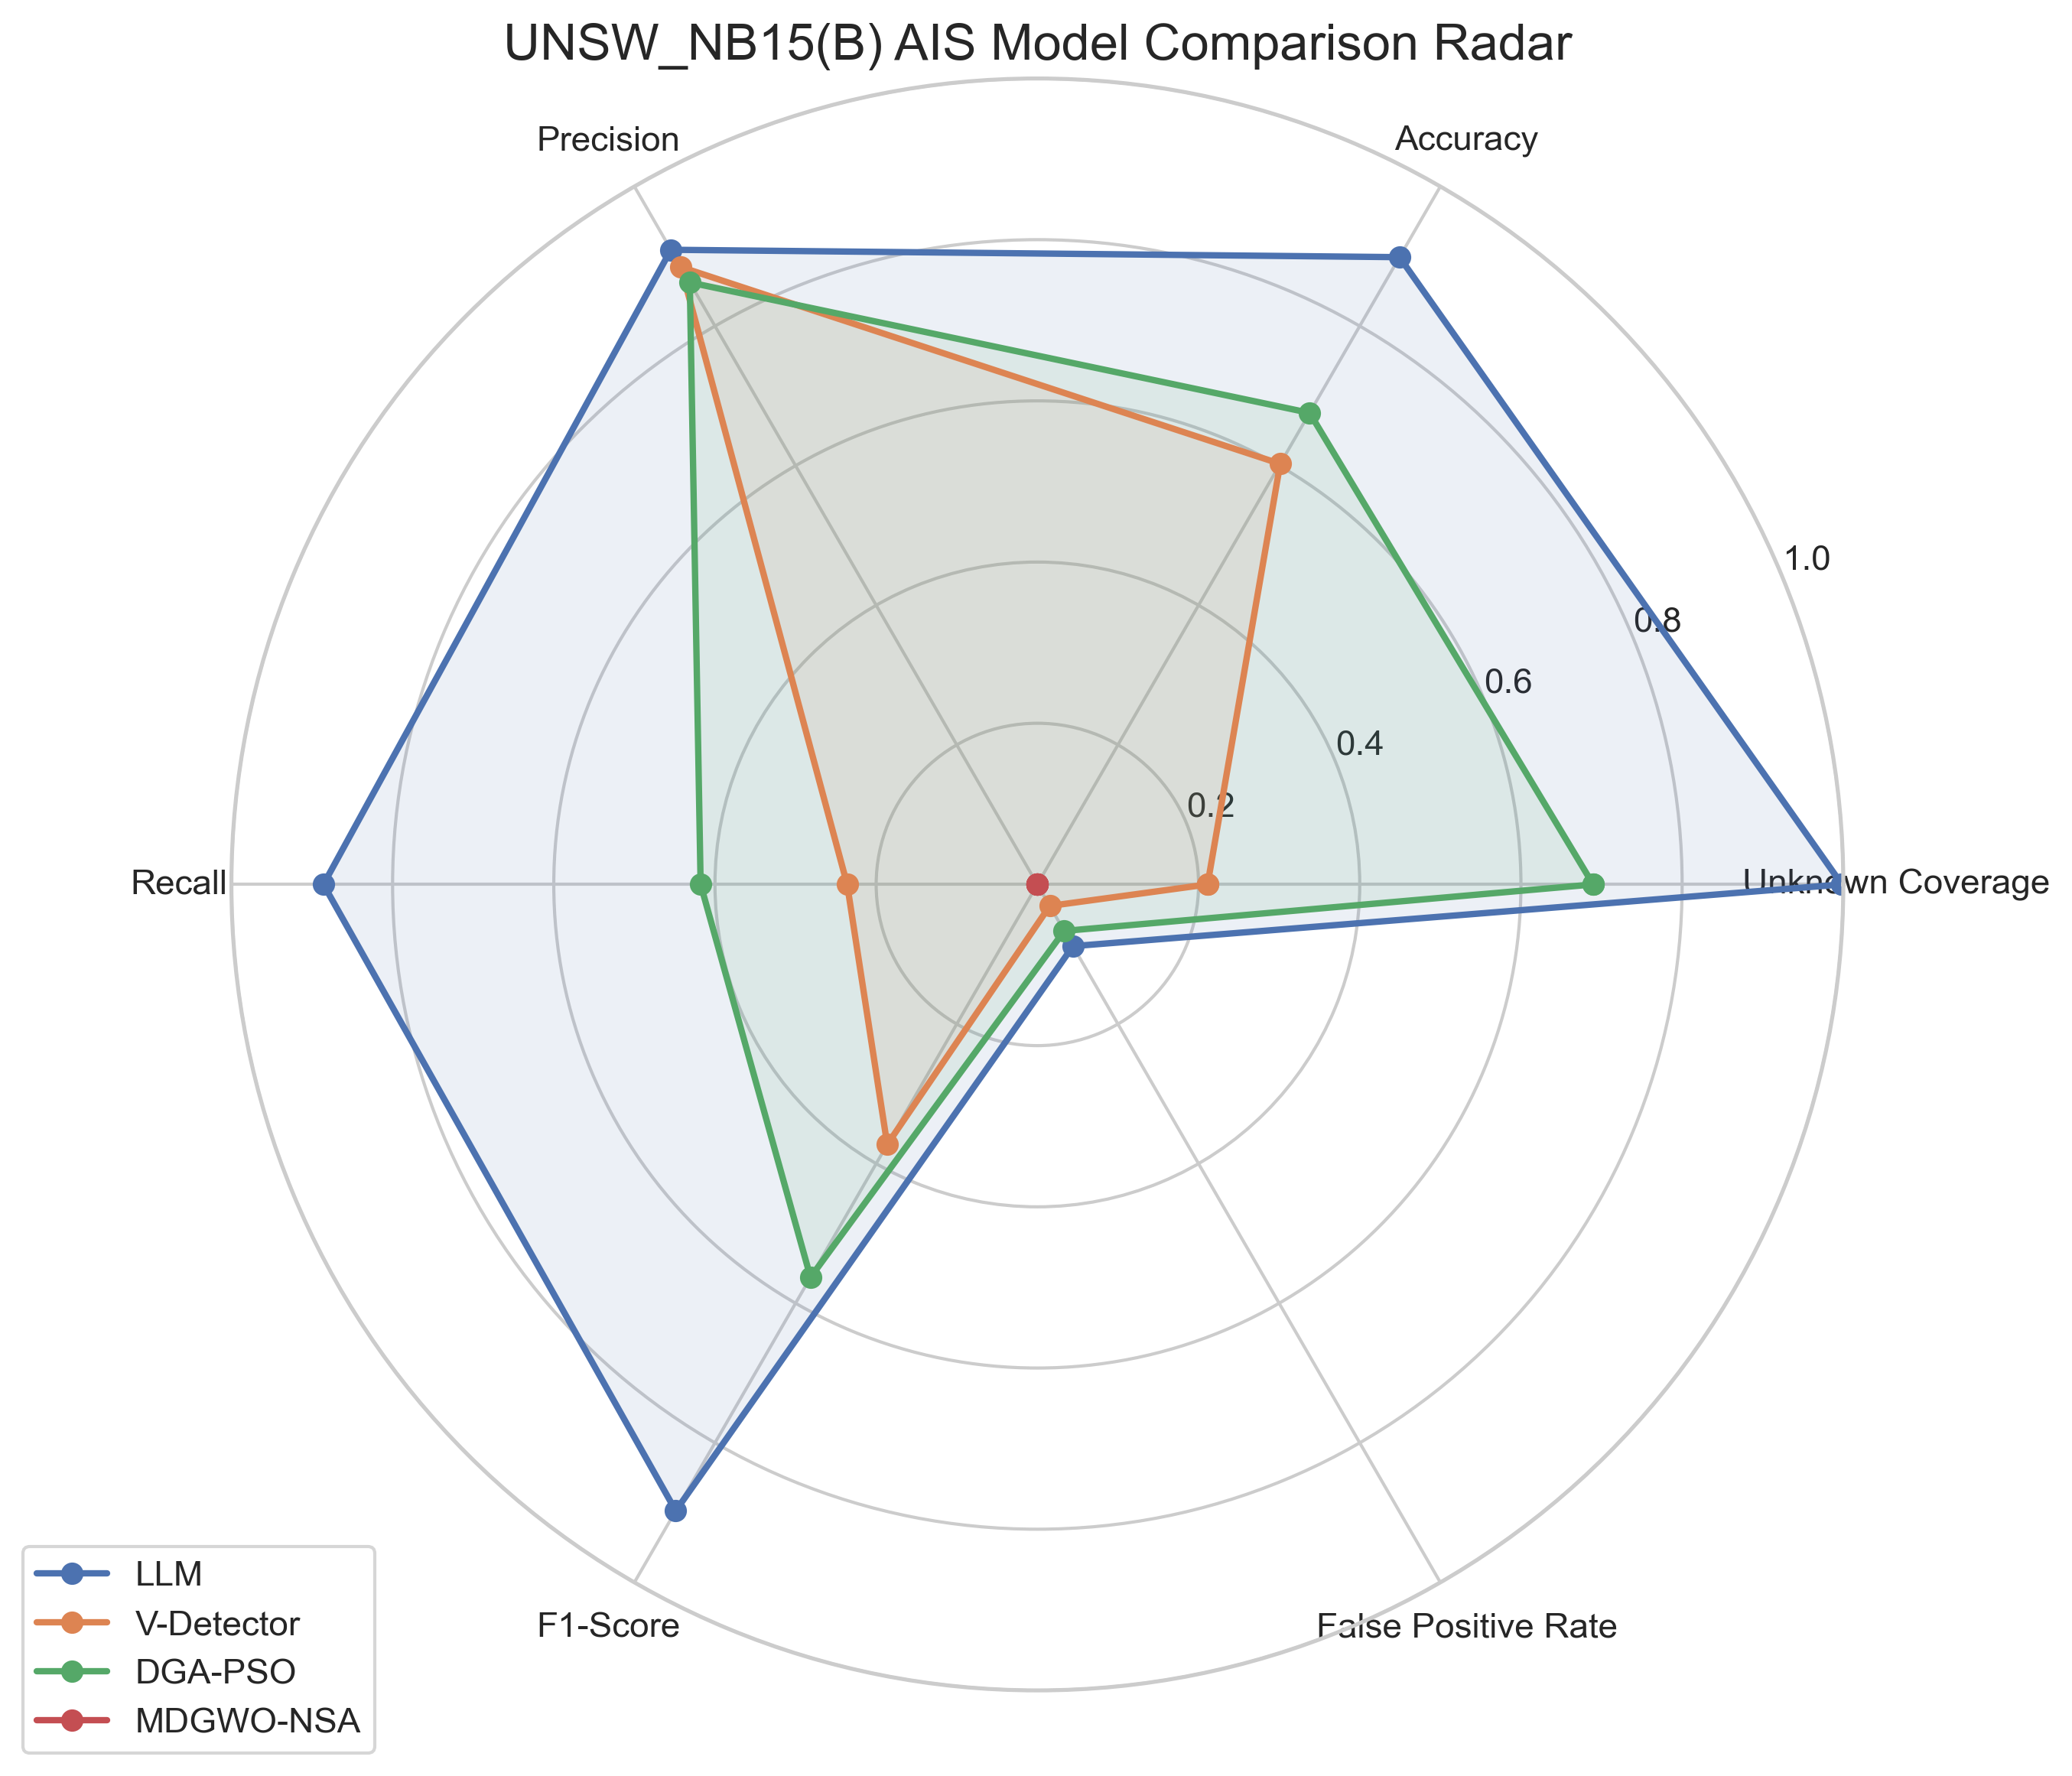 UNSW_NB15(B) AIS Model Comparison Radar
Precision
Accuracy
1.0
0.8
0.6
0.4
0.2
Recall
Unknown Coverage
F1-Score
False Positive Rate
LLM
V-Detector
DGA-PSO
MDGWO-NSA